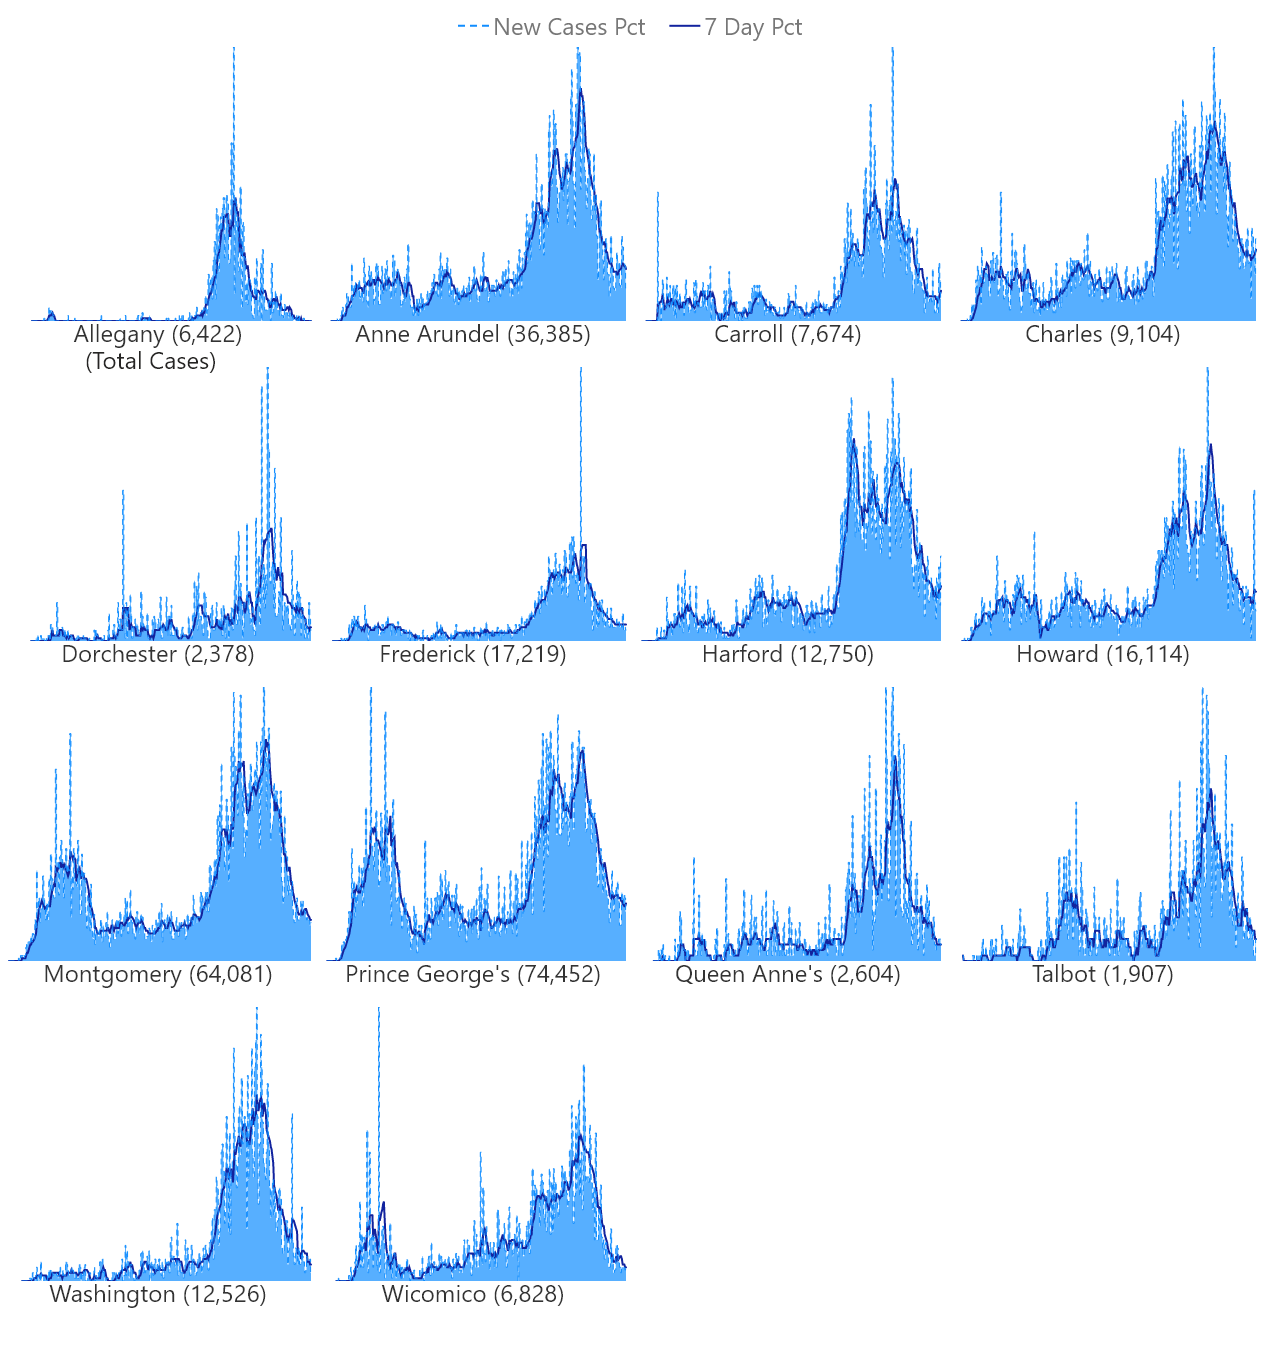 New Cases Pct 7 Day Pct
Allegany (6,422)
(Total Cases)
Anne Arundel (36,385)
Carroll (7,674)
Charles (9,104)
Dorchester (2,378)
Frederick (17,219)
Harford (12,750)
Howard (16,114)
Montgomery (64,081)
Prince George's (74,452)
Queen Anne's (2,604)
Talbot (1,907)
Washington (12,526)
Wicomico (6,828)